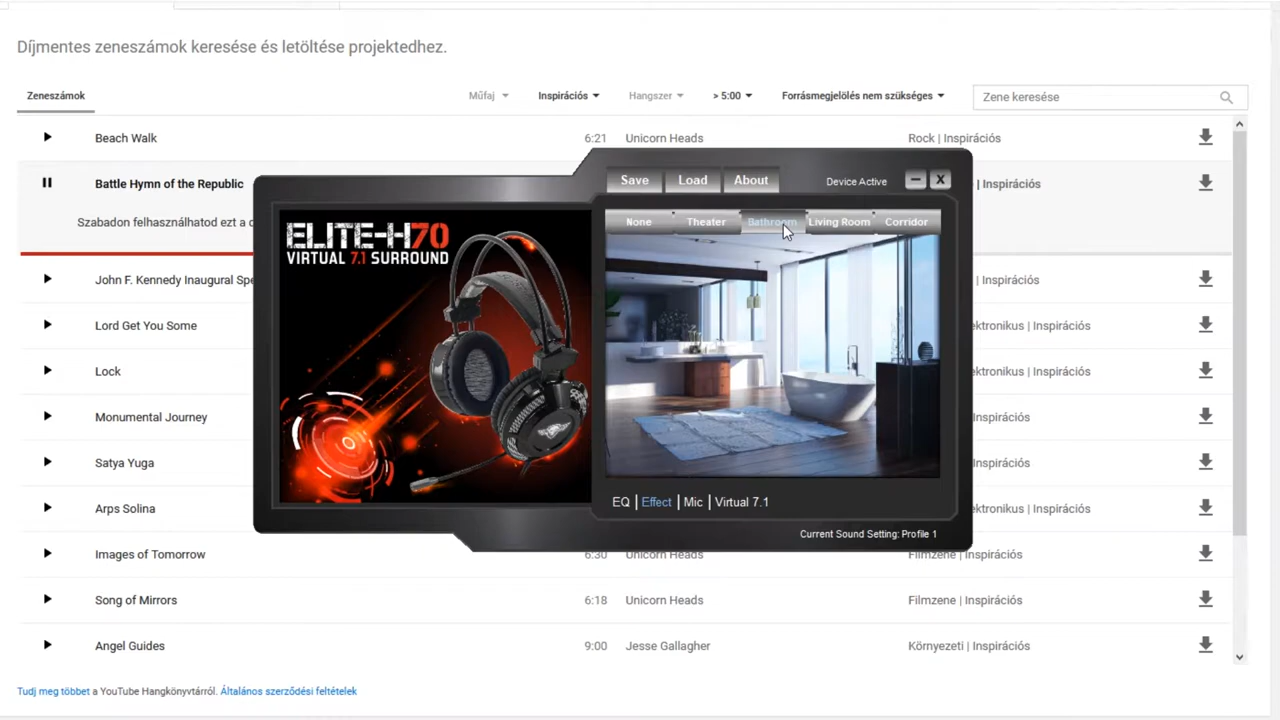 Díjmentes zeneszámok keresése és letöltése projektedhez.
Zeneszámok
Műfaj
Inspirációs
Hangszer
> 5:00
Forrásmegjelölés nem szükséges
Zene keresése
Beach Walk 6:21 Unicorn Heads Rock | Inspirációs
Battle Hymn of the Republic | Inspirációs
Szabadon felhasználhatod ezt a
John F. Kennedy Inaugural Spe | Inspirációs
Lord Get You Some ektronikus | Inspirációs
Lock ektronikus | Inspirációs
Monumental Journey Inspirációs
Satya Yuga Inspirációs
Arps Solina ektronikus | Inspirációs
Images of Tomorrow 6:30 Unicorn Heads Filmzene | Inspirációs
Song of Mirrors 6:18 Unicorn Heads Filmzene | Inspirációs
Angel Guides 9:00 Jesse Gallagher Környezeti | Inspirációs
Tudj meg többet a YouTube Hangkönyvtárról. Általános szerződési feltételek
Save Load About Device Active X
None Theater Bathroom Living Room Corridor
ELITE-H70
VIRTUAL 7.1 SURROUND
EQ | Effect | Mic | Virtual 7.1
Current Sound Setting: Profile 1